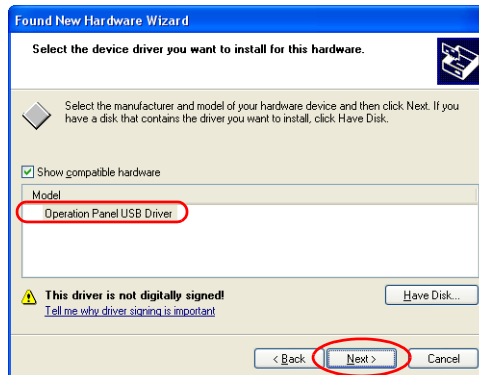 Found New Hardware Wizard
Select the device driver you want to install for this hardware.
Select the manufacturer and model of your hardware device and then click Next. If you
have a disk that contains the driver you want to install, click Have Disk.
Show compatible hardware
Model
Operation Panel USB Driver
This driver is not digitally signed!
Tell me why driver signing is important
Have Disk...
< Back
Next >
Cancel